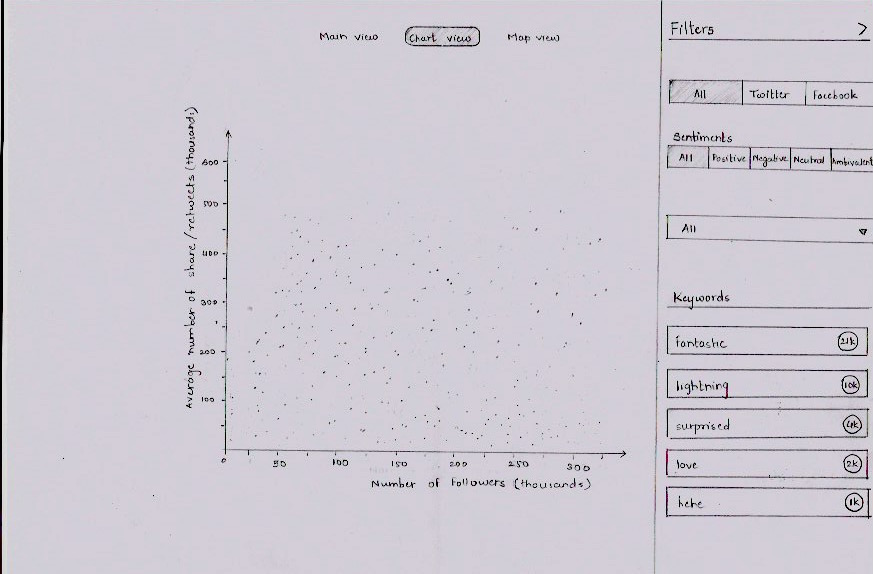 Main view
Chart view
Map view
Average number of share/retweets (thousands)
600
500
400
300
200
100
0
50
100
150
200
250
300
Number of followers (thousands)
Filters >
All Twitter Facebook
Sentiments
All Positive Negative Neutral Ambivalent
All
Keywords
fantastic 21k
lightning 10k
surprised 4k
love 2k
hehe 1k